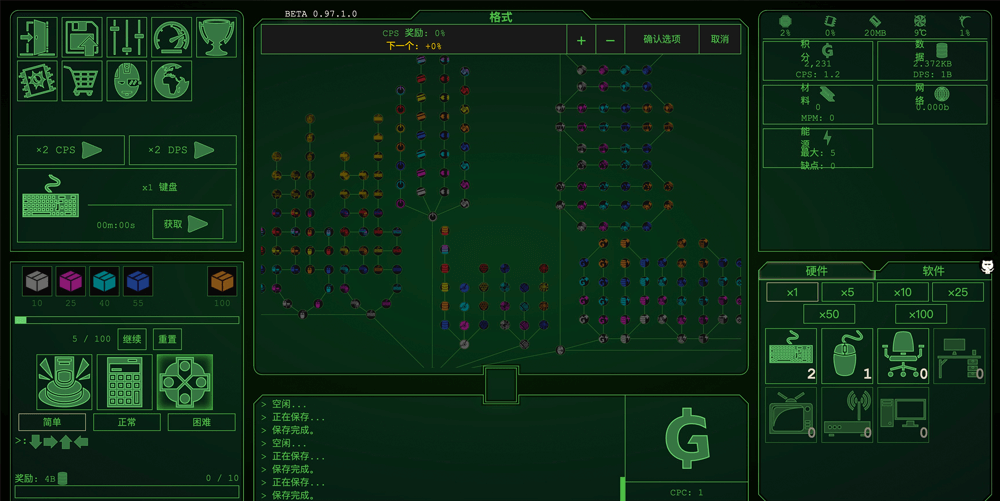 BETA 0.97.1.0
格式
CPS 奖励: 0%
下一个: +0%
+
−
确认选项
取消
×2 CPS
×2 DPS
x1 键盘
00m:00s
获取
10
25
40
55
100
5 / 100
继续
重置
简单
正常
困难
>:
奖励: 4B
0 / 10
> 空闲...
> 正在保存...
> 保存完成。
> 空闲...
> 正在保存...
> 保存完成。
> 正在保存...
> 保存完成。
CPC: 1
2%
0%
20MB
9℃
1%
积分
2,231
CPS: 1.2
数据
2.372KB
DPS: 1B
材料
0
MPM: 0
网络
0.000b
能源
最大: 5
缺点: 0
硬件
软件
×1
×5
×10
×25
×50
×100
2
1
0
0
0
0
0